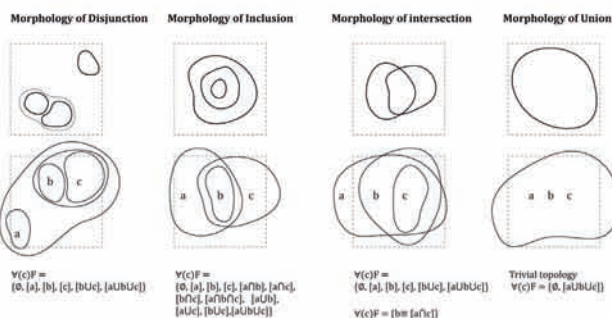 Morphology of Disjunction
Morphology of Inclusion
Morphology of intersection
Morphology of Union
b c
a
a b c
a b c
a b c
∀(c)F =
{∅, [a], [b], [c], [bUc], [aUbUc]}
∀(c)F =
{∅, [a], [b], [c], [a∩b], [a∩c],
[b∩c], [a∩b∩c], [aUb],
[aUc], [bUc],[aUbUc]}
∀(c)F =
{∅, [a], [b], [c], [bUc], [aUbUc]}
∀(c)F = [b≡ [a∩c]]
Trivial topology
∀(c)F = {∅, [aUbUc]}